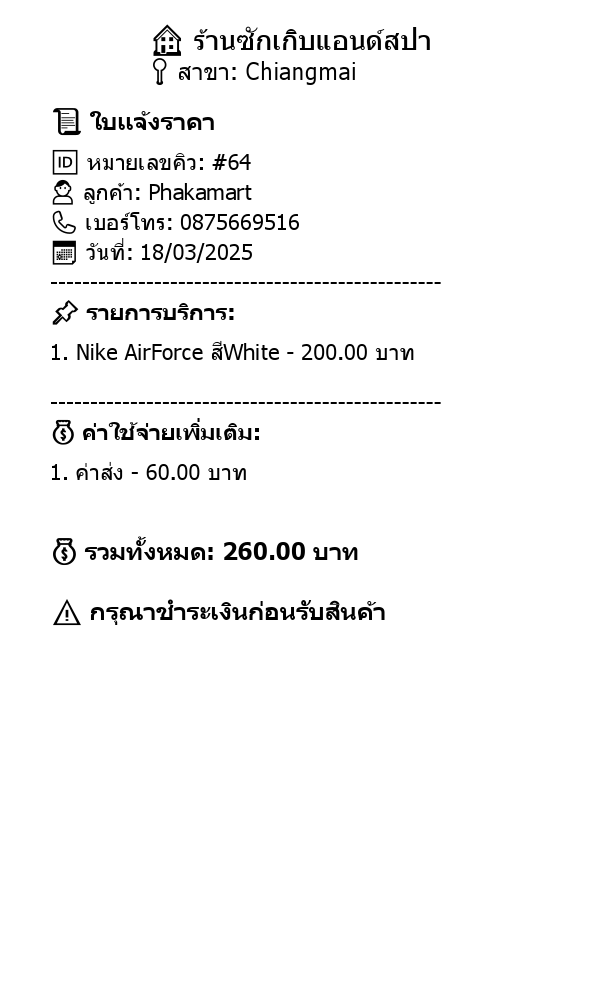 🏠 ร้านซักเกิบแอนด์สปา
📍 สาขา: Chiangmai
📜 ใบแจ้งราคา
🆔 หมายเลขคิว: #64
👤 ลูกค้า: Phakamart
📞 เบอร์โทร: 0875669516
📅 วันที่: 18/03/2025
-------------------------------------------------
📌 รายการบริการ:
1. Nike AirForce สีWhite - 200.00 บาท
-------------------------------------------------
💰 ค่าใช้จ่ายเพิ่มเติม:
1. ค่าส่ง - 60.00 บาท
💰 รวมทั้งหมด: 260.00 บาท
⚠ กรุณาชำระเงินก่อนรับสินค้า